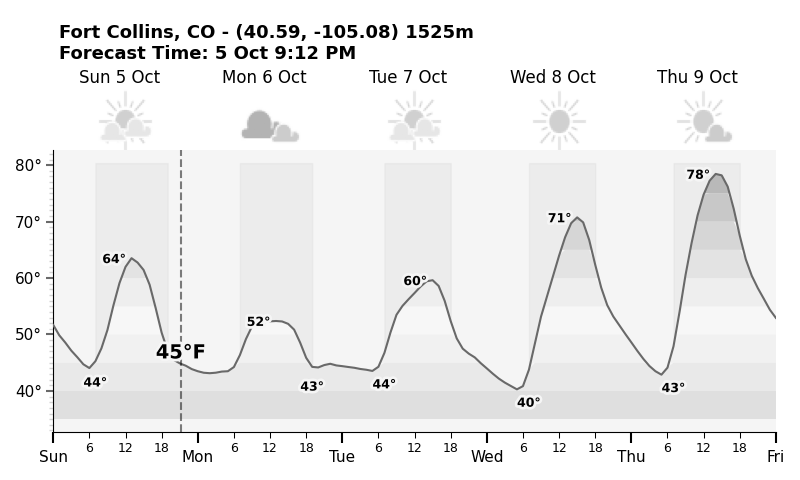 Fort Collins, CO - (40.59, -105.08) 1525m
Forecast Time: 5 Oct 9:12 PM
Sun 5 Oct Mon 6 Oct Tue 7 Oct Wed 8 Oct Thu 9 Oct
80°
70°
60°
50°
40°
64°
44°
45°F
52°
43°
60°
44°
71°
40°
78°
43°
6 12 18 6 12 18 6 12 18 6 12 18 6 12 18
Sun Mon Tue Wed Thu Fri